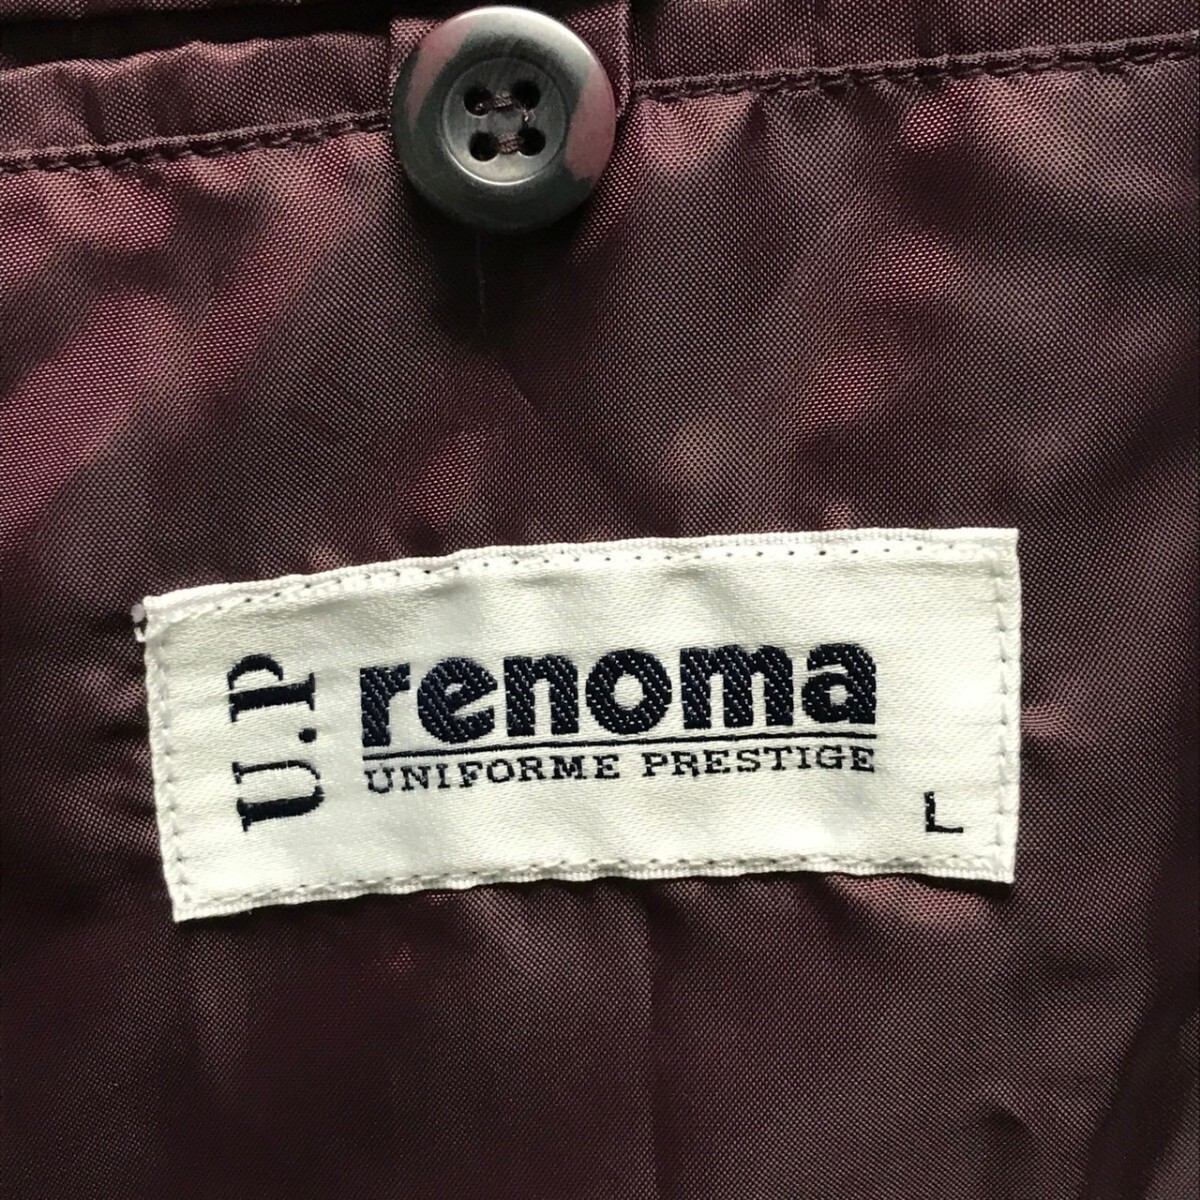 U.P
renoma
UNIFORME PRESTIGE
L